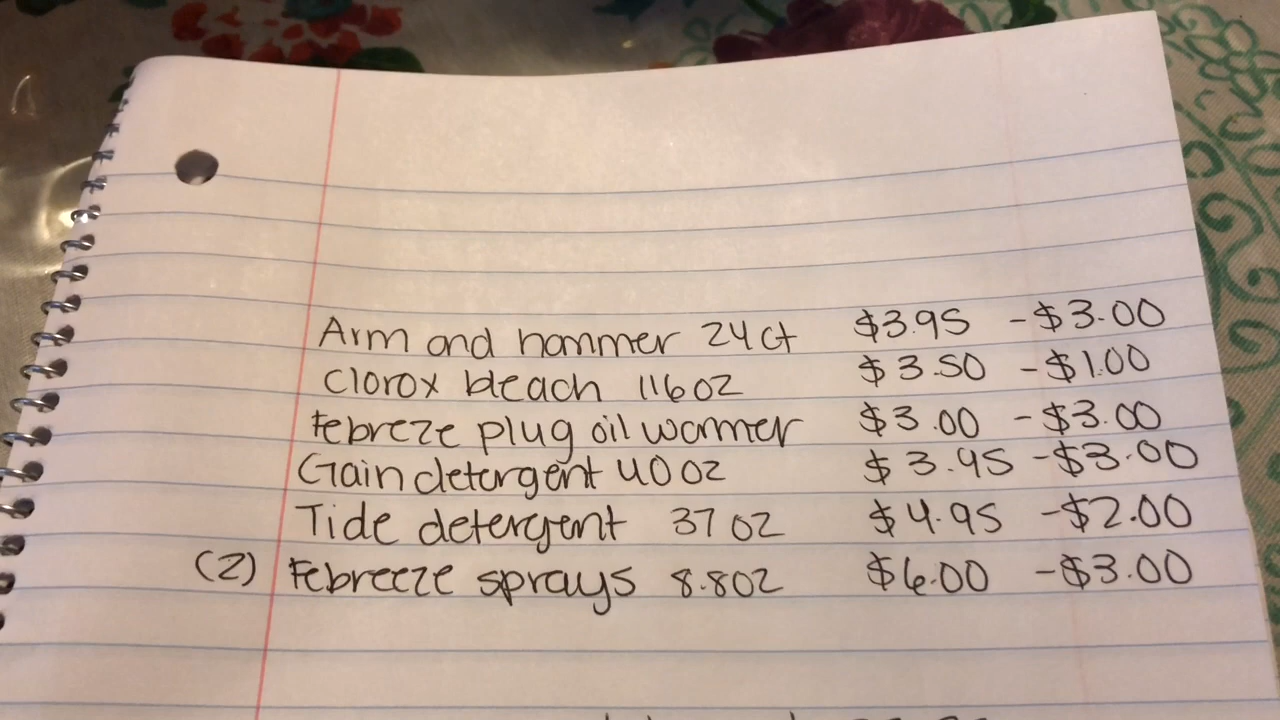 Arm and hammer 24ct $3.95 -$3.00
Clorox bleach 116oz $3.50 -$1.00
Febreze plug oil warmer $3.00 -$3.00
Gain detergent 40oz $3.95 -$3.00
Tide detergent 37oz $4.95 -$2.00
(2) Febreeze sprays 8.8oz $6.00 -$3.00